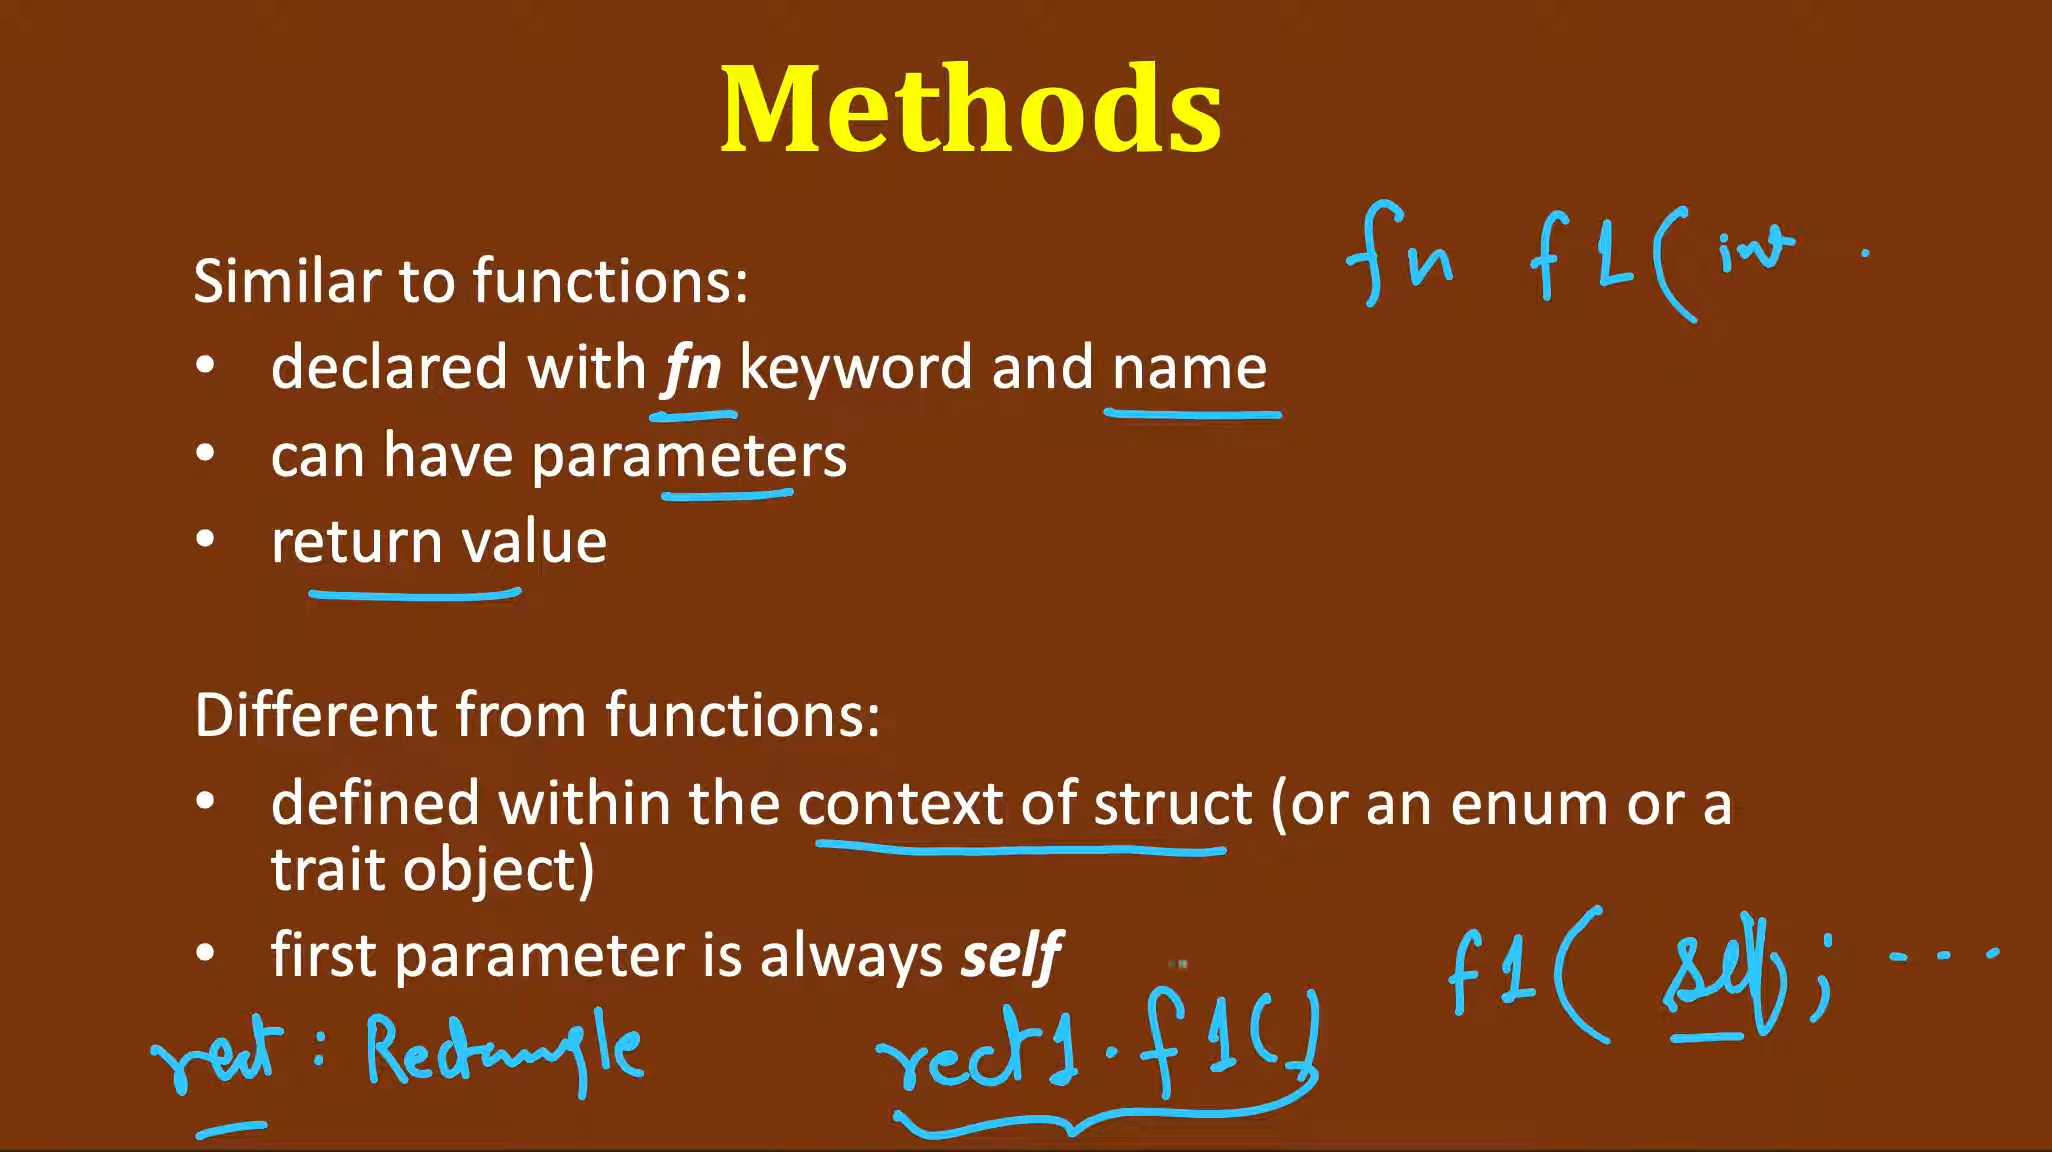 Methods
fn f1(int .
Similar to functions:
• declared with fn keyword and name
• can have parameters
• return value
Different from functions:
• defined within the context of struct (or an enum or a
trait object)
• first parameter is always self
f1( self; ...
rect : Rectangle
rect1.f1()